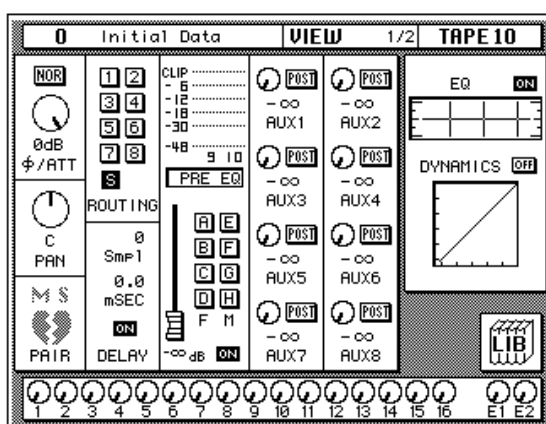 0 Initial Data VIEW 1/2 TAPE 10
NOR
0dB
ϕ/ATT
C
PAN
M S
PAIR
1 2
3 4
5 6
7 8
S
ROUTING
0
Smpl
0.0
mSEC
ON
DELAY
CLIP
- 6
- 12
- 18
-30
-48
9 10
PRE EQ
A E
B F
C G
D H
F M
-∞ dB ON
POST POST
-∞ -∞
AUX1 AUX2
POST POST
-∞ -∞
AUX3 AUX4
POST POST
-∞ -∞
AUX5 AUX6
POST POST
-∞ -∞
AUX7 AUX8
EQ ON
DYNAMICS OFF
LIB
1 2 3 4 5 6 7 8 9 10 11 12 13 14 15 16 E1 E2